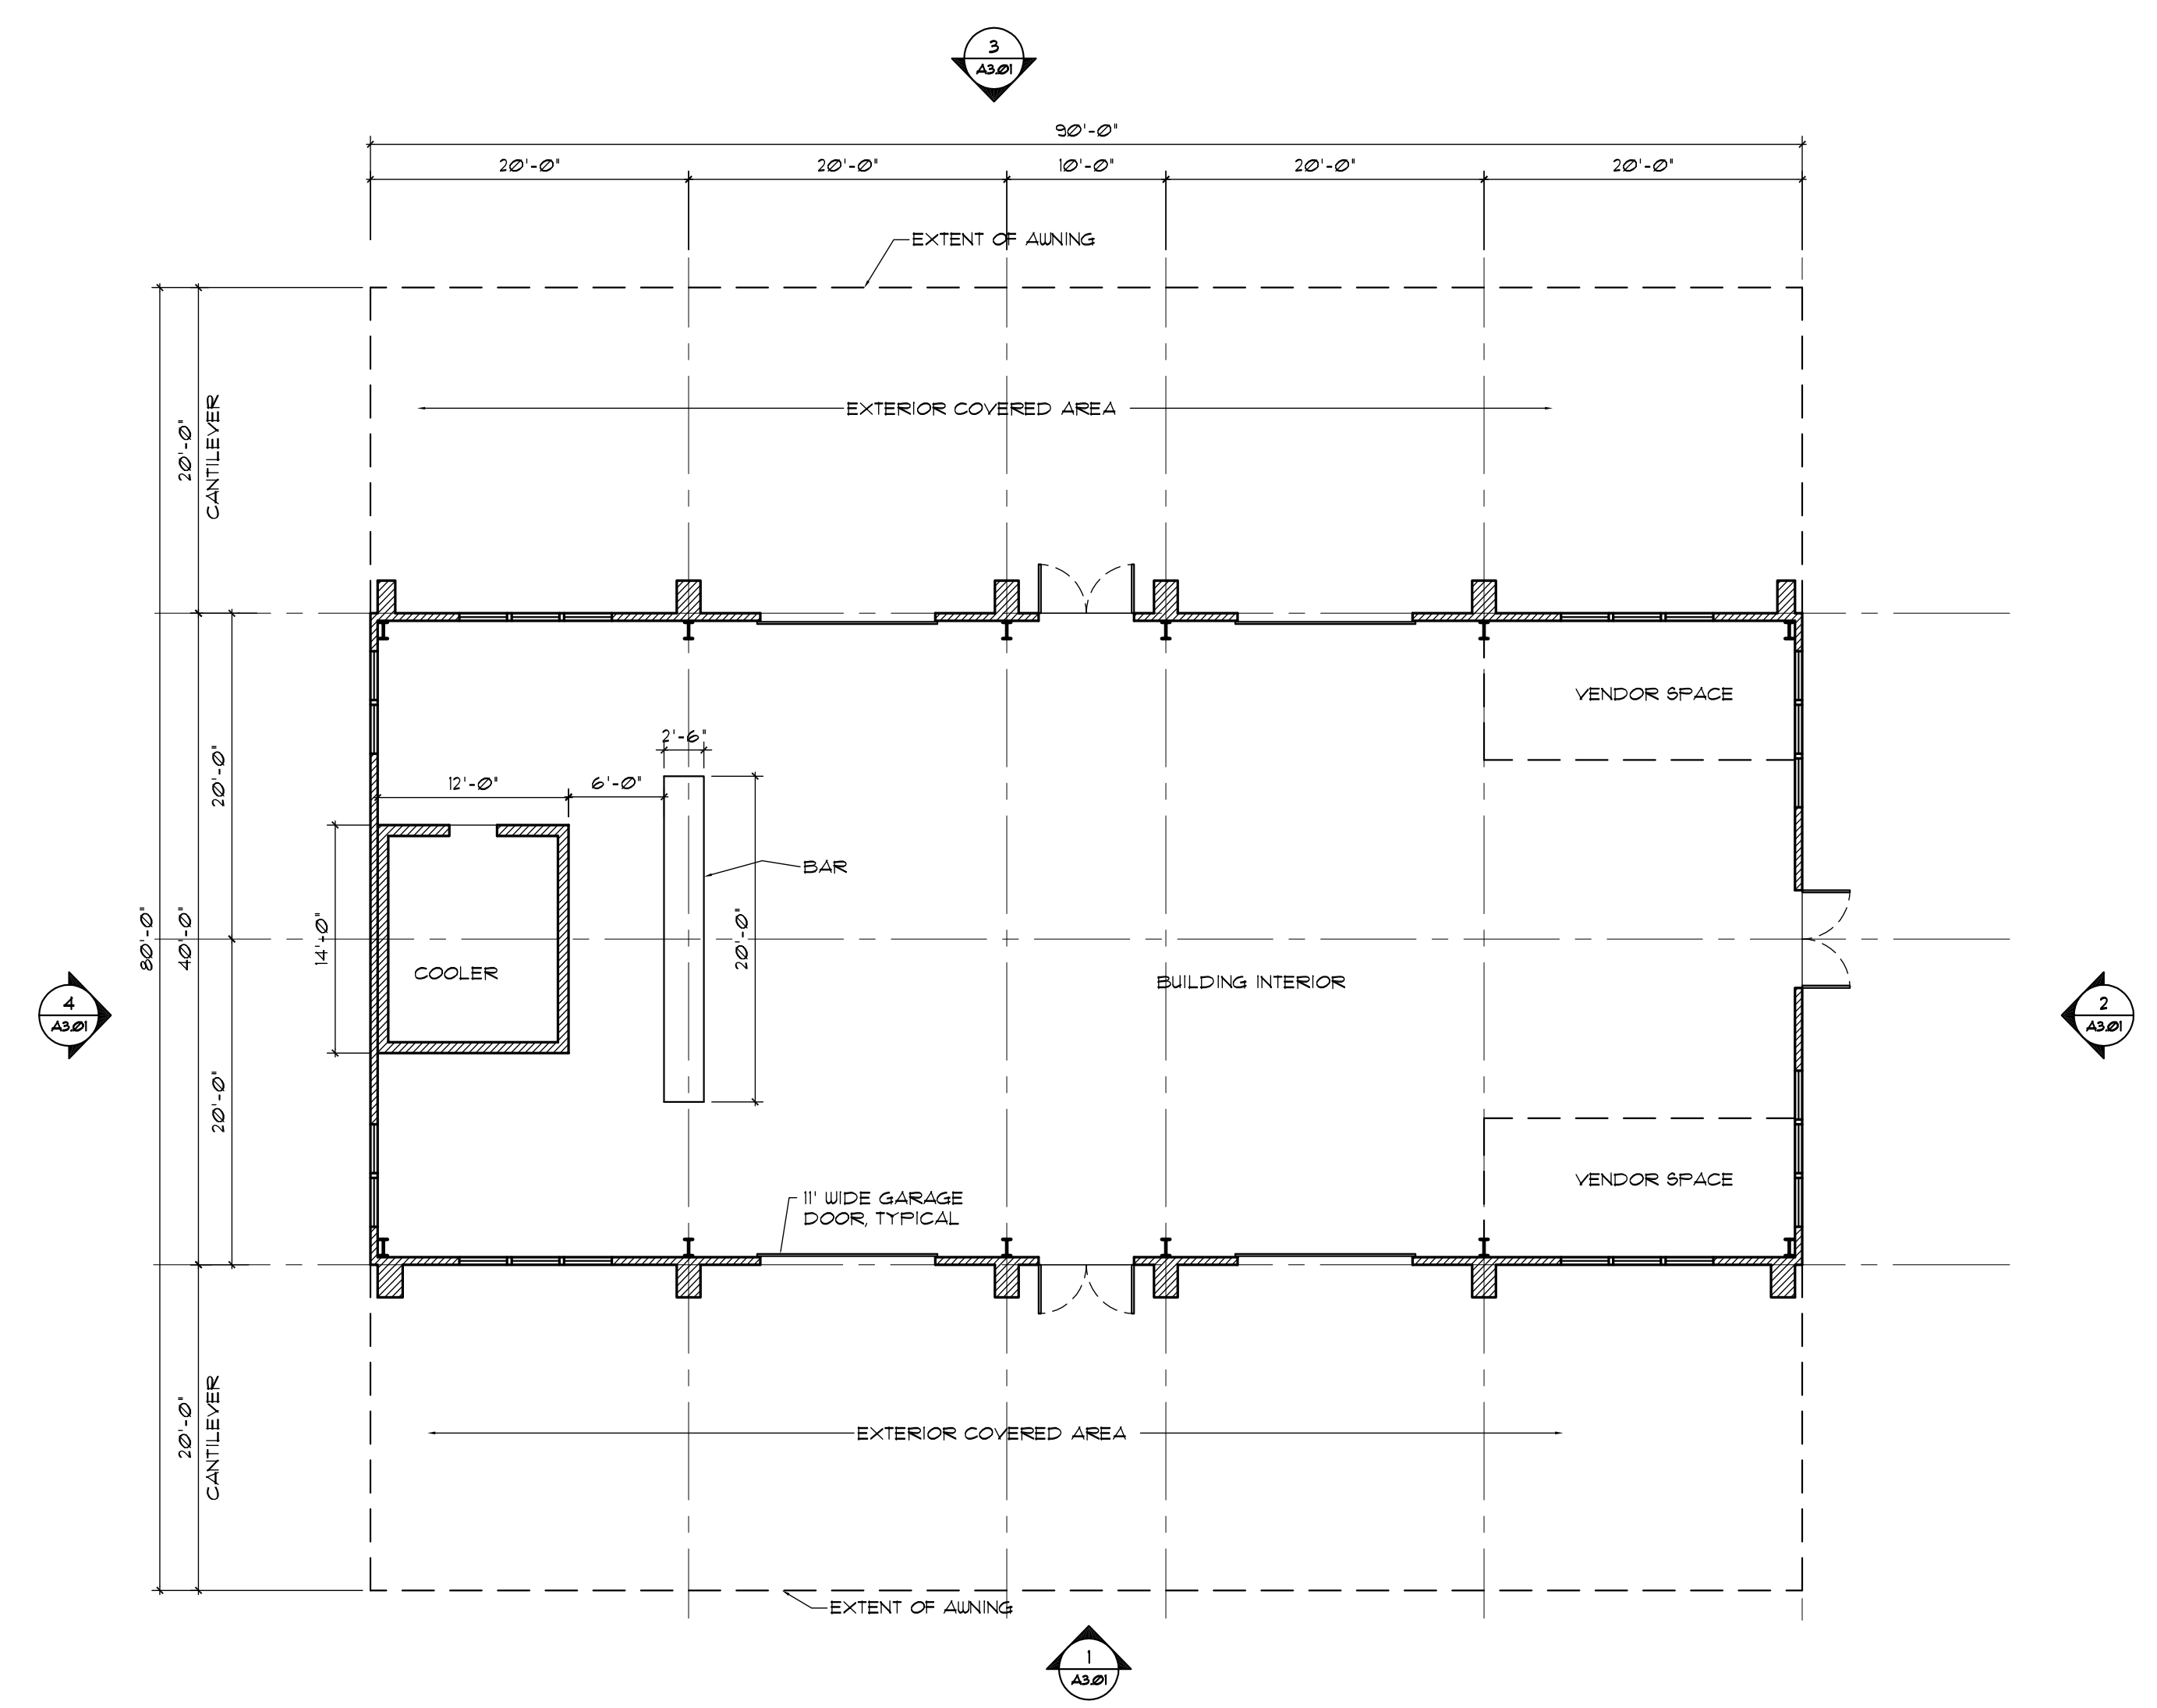 3
A3.01
90'-0"
20'-0"
20'-0"
10'-0"
20'-0"
20'-0"
EXTENT OF AWNING
EXTERIOR COVERED AREA
20'-0"
CANTILEVER
VENDOR SPACE
2'-6"
12'-0"
6'-0"
20'-0"
BAR
14'-0"
20'-0"
80'-0"
40'-0"
COOLER
BUILDING INTERIOR
4
A3.01
2
A3.01
20'-0"
VENDOR SPACE
11' WIDE GARAGE
DOOR, TYPICAL
20'-0"
CANTILEVER
EXTERIOR COVERED AREA
EXTENT OF AWNING
1
A3.01